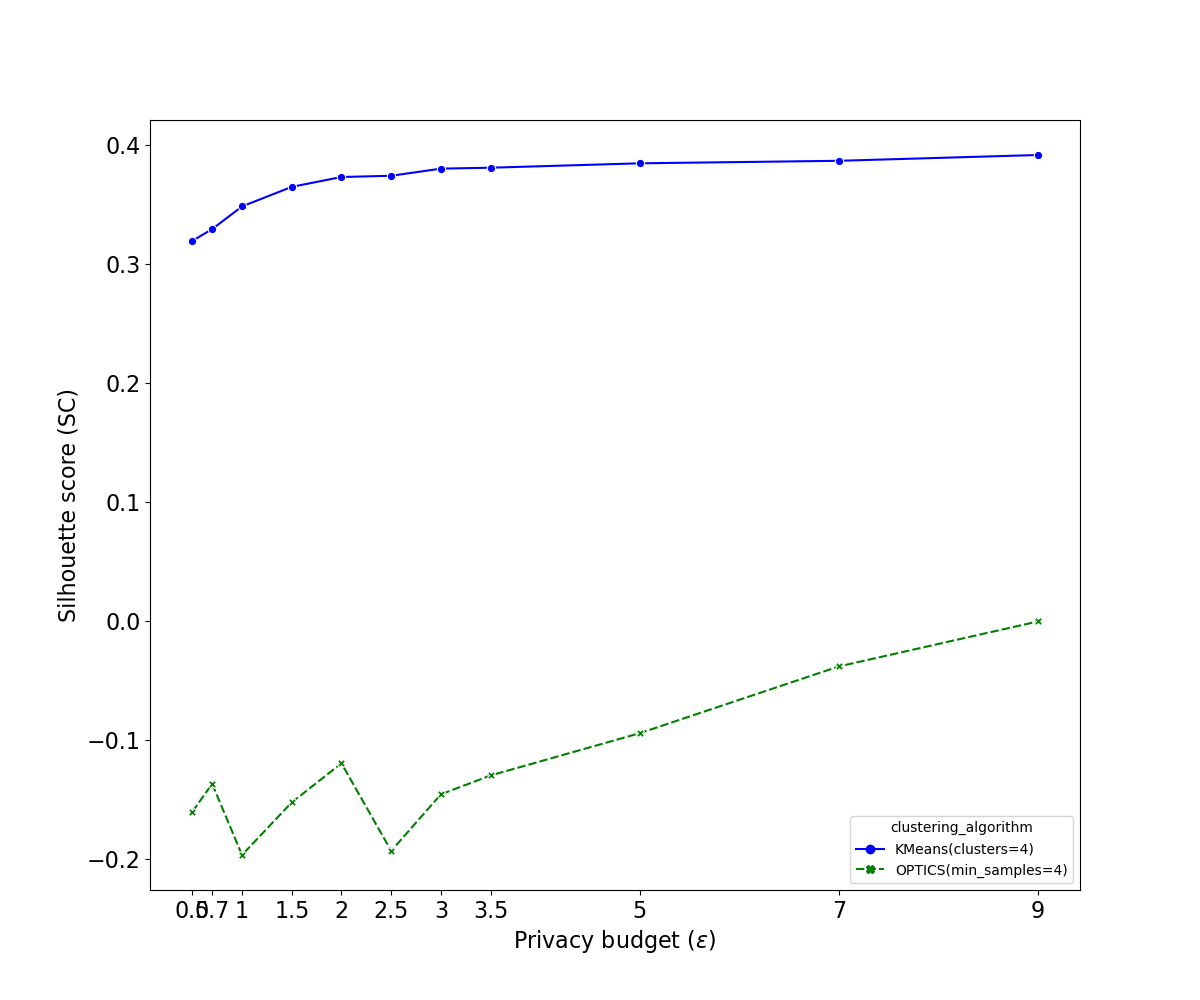 0.4
0.3
0.2
0.1
0.0
−0.1
−0.2
Silhouette score (SC)
0.5 0.7 1 1.5 2 2.5 3 3.5 5 7 9
Privacy budget (ε)
clustering_algorithm
KMeans(clusters=4)
OPTICS(min_samples=4)